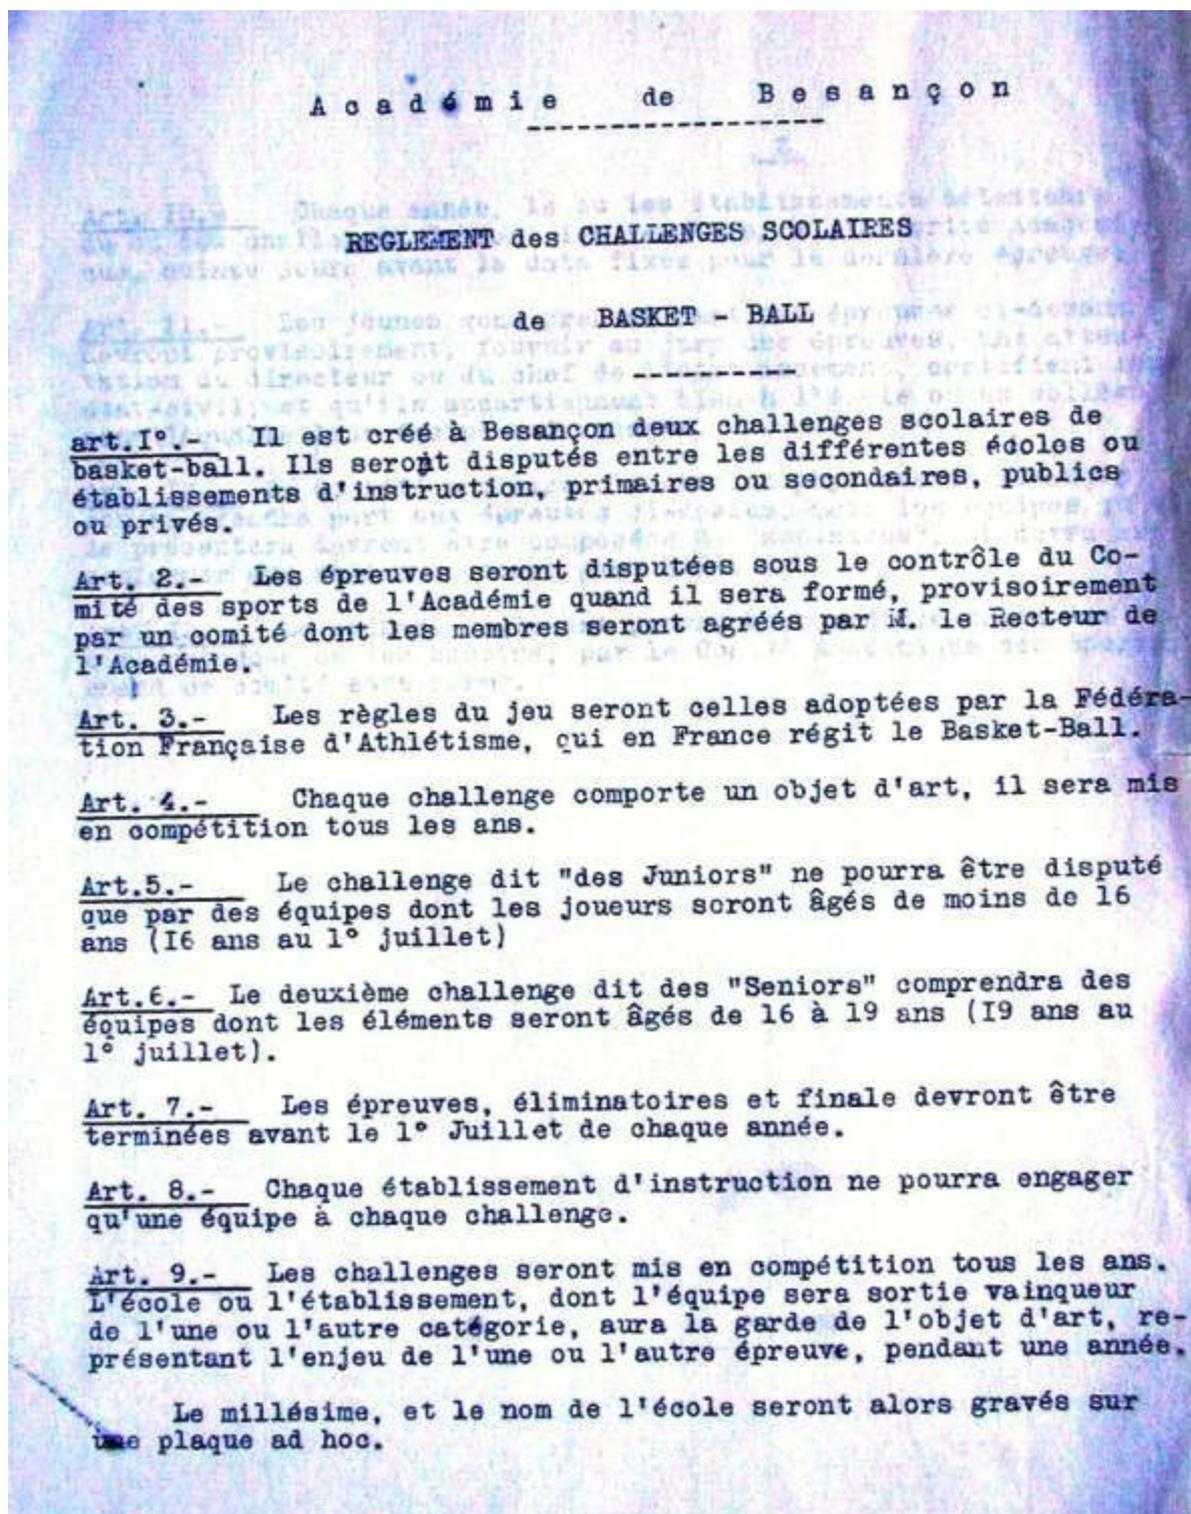 Académie de Besançon
REGLEMENT des CHALLENGES SCOLAIRES
de BASKET - BALL
art.I°.- Il est créé à Besançon deux challenges scolaires de
basket-ball. Ils seront disputés entre les différentes écoles ou
établissements d'instruction, primaires ou secondaires, publics
ou privés.
Art. 2.- Les épreuves seront disputées sous le contrôle du Co-
mité des sports de l'Académie quand il sera formé, provisoirement
par un comité dont les membres seront agréés par M. le Recteur de
l'Académie.
Art. 3.- Les règles du jeu seront celles adoptées par la Fédéra-
tion Française d'Athlétisme, qui en France régit le Basket-Ball.
Art. 4.- Chaque challenge comporte un objet d'art, il sera mis
en compétition tous les ans.
Art.5.- Le challenge dit "des Juniors" ne pourra être disputé
que par des équipes dont les joueurs seront âgés de moins de 16
ans (I6 ans au 1° juillet)
Art.6.- Le deuxième challenge dit des "Seniors" comprendra des
équipes dont les éléments seront âgés de 16 à 19 ans (I9 ans au
1° juillet).
Art. 7.- Les épreuves, éliminatoires et finale devront être
terminées avant le 1° Juillet de chaque année.
Art. 8.- Chaque établissement d'instruction ne pourra engager
qu'une équipe à chaque challenge.
Art. 9.- Les challenges seront mis en compétition tous les ans.
L'école ou l'établissement, dont l'équipe sera sortie vainqueur
de l'une ou l'autre catégorie, aura la garde de l'objet d'art, re-
présentant l'enjeu de l'une ou l'autre épreuve, pendant une année.
Le millésime, et le nom de l'école seront alors gravés sur
une plaque ad hoc.